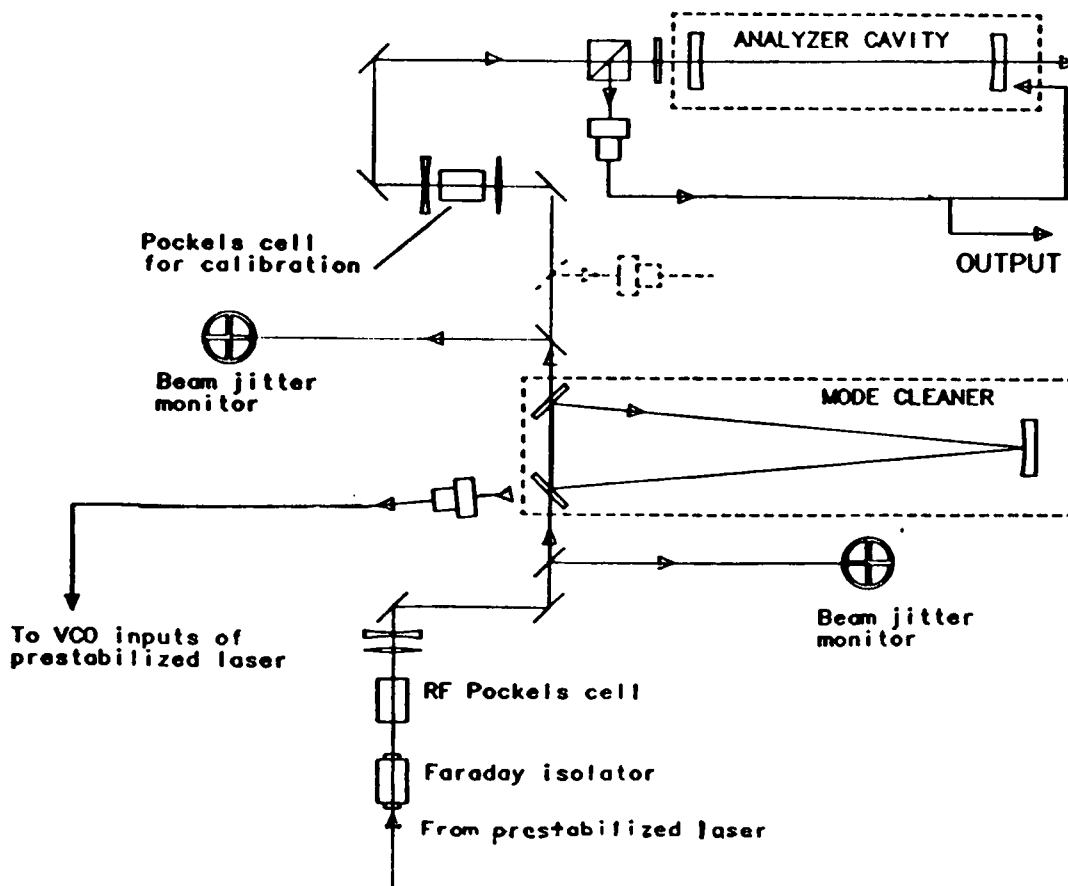 ANALYZER CAVITY
Pockels cell
for calibration
OUTPUT
Beam jitter
monitor
MODE CLEANER
To VCO inputs of
prestabilized laser
Beam jitter
monitor
RF Pockels cell
Faraday isolator
From prestabilized laser